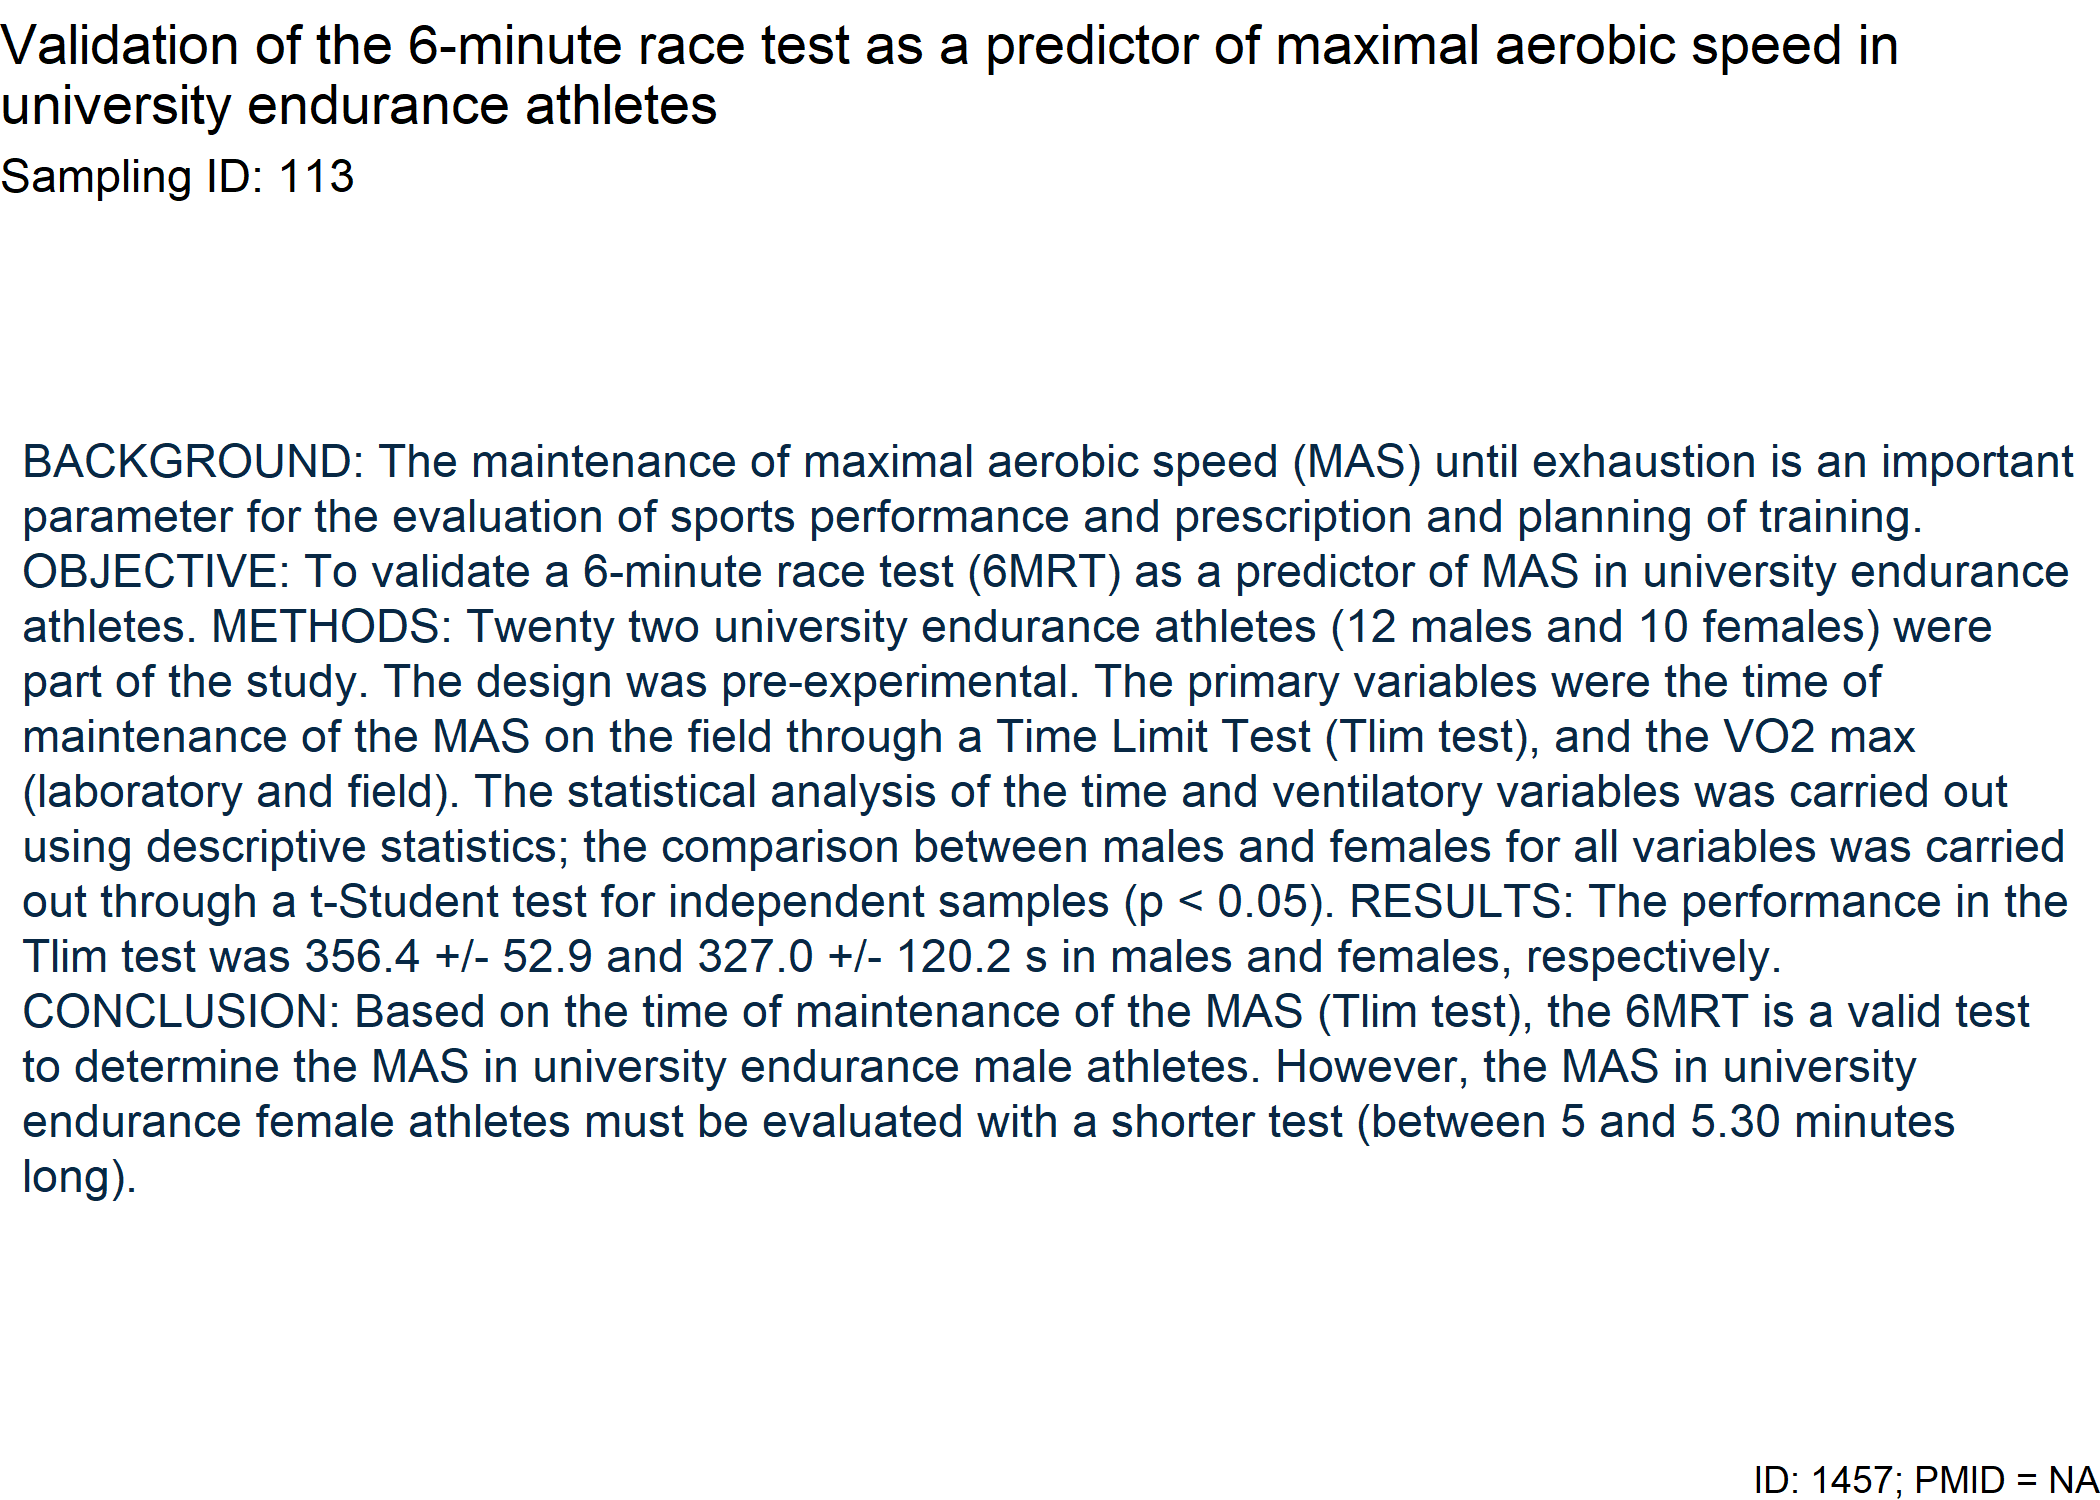 Validation of the 6-minute race test as a predictor of maximal aerobic speed in
university endurance athletes
Sampling ID: 113
BACKGROUND: The maintenance of maximal aerobic speed (MAS) until exhaustion is an important
parameter for the evaluation of sports performance and prescription and planning of training.
OBJECTIVE: To validate a 6-minute race test (6MRT) as a predictor of MAS in university endurance
athletes. METHODS: Twenty two university endurance athletes (12 males and 10 females) were
part of the study. The design was pre-experimental. The primary variables were the time of
maintenance of the MAS on the field through a Time Limit Test (Tlim test), and the VO2 max
(laboratory and field). The statistical analysis of the time and ventilatory variables was carried out
using descriptive statistics; the comparison between males and females for all variables was carried
out through a t-Student test for independent samples (p < 0.05). RESULTS: The performance in the
Tlim test was 356.4 +/- 52.9 and 327.0 +/- 120.2 s in males and females, respectively.
CONCLUSION: Based on the time of maintenance of the MAS (Tlim test), the 6MRT is a valid test
to determine the MAS in university endurance male athletes. However, the MAS in university
endurance female athletes must be evaluated with a shorter test (between 5 and 5.30 minutes
long).
ID: 1457; PMID = NA